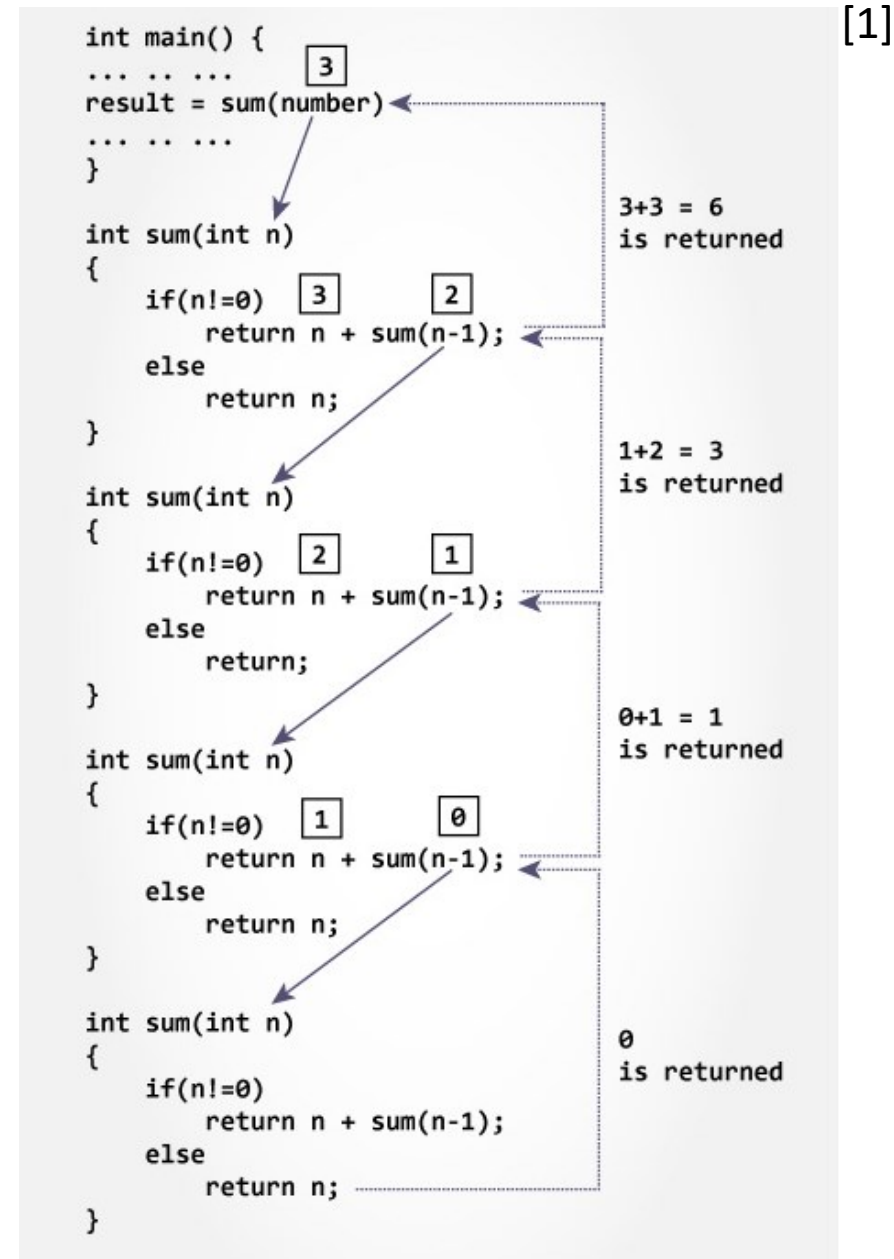 [1]
int main() {
... .. ...
3
result = sum(number)
... .. ...
}
3+3 = 6
is returned
int sum(int n)
{
if(n!=0) 3 2
return n + sum(n-1);
else
return n;
}
1+2 = 3
is returned
int sum(int n)
{
if(n!=0) 2 1
return n + sum(n-1);
else
return;
}
0+1 = 1
is returned
int sum(int n)
{
if(n!=0) 1 0
return n + sum(n-1);
else
return n;
}
int sum(int n)
{
0
is returned
if(n!=0)
return n + sum(n-1);
else
return n;
}